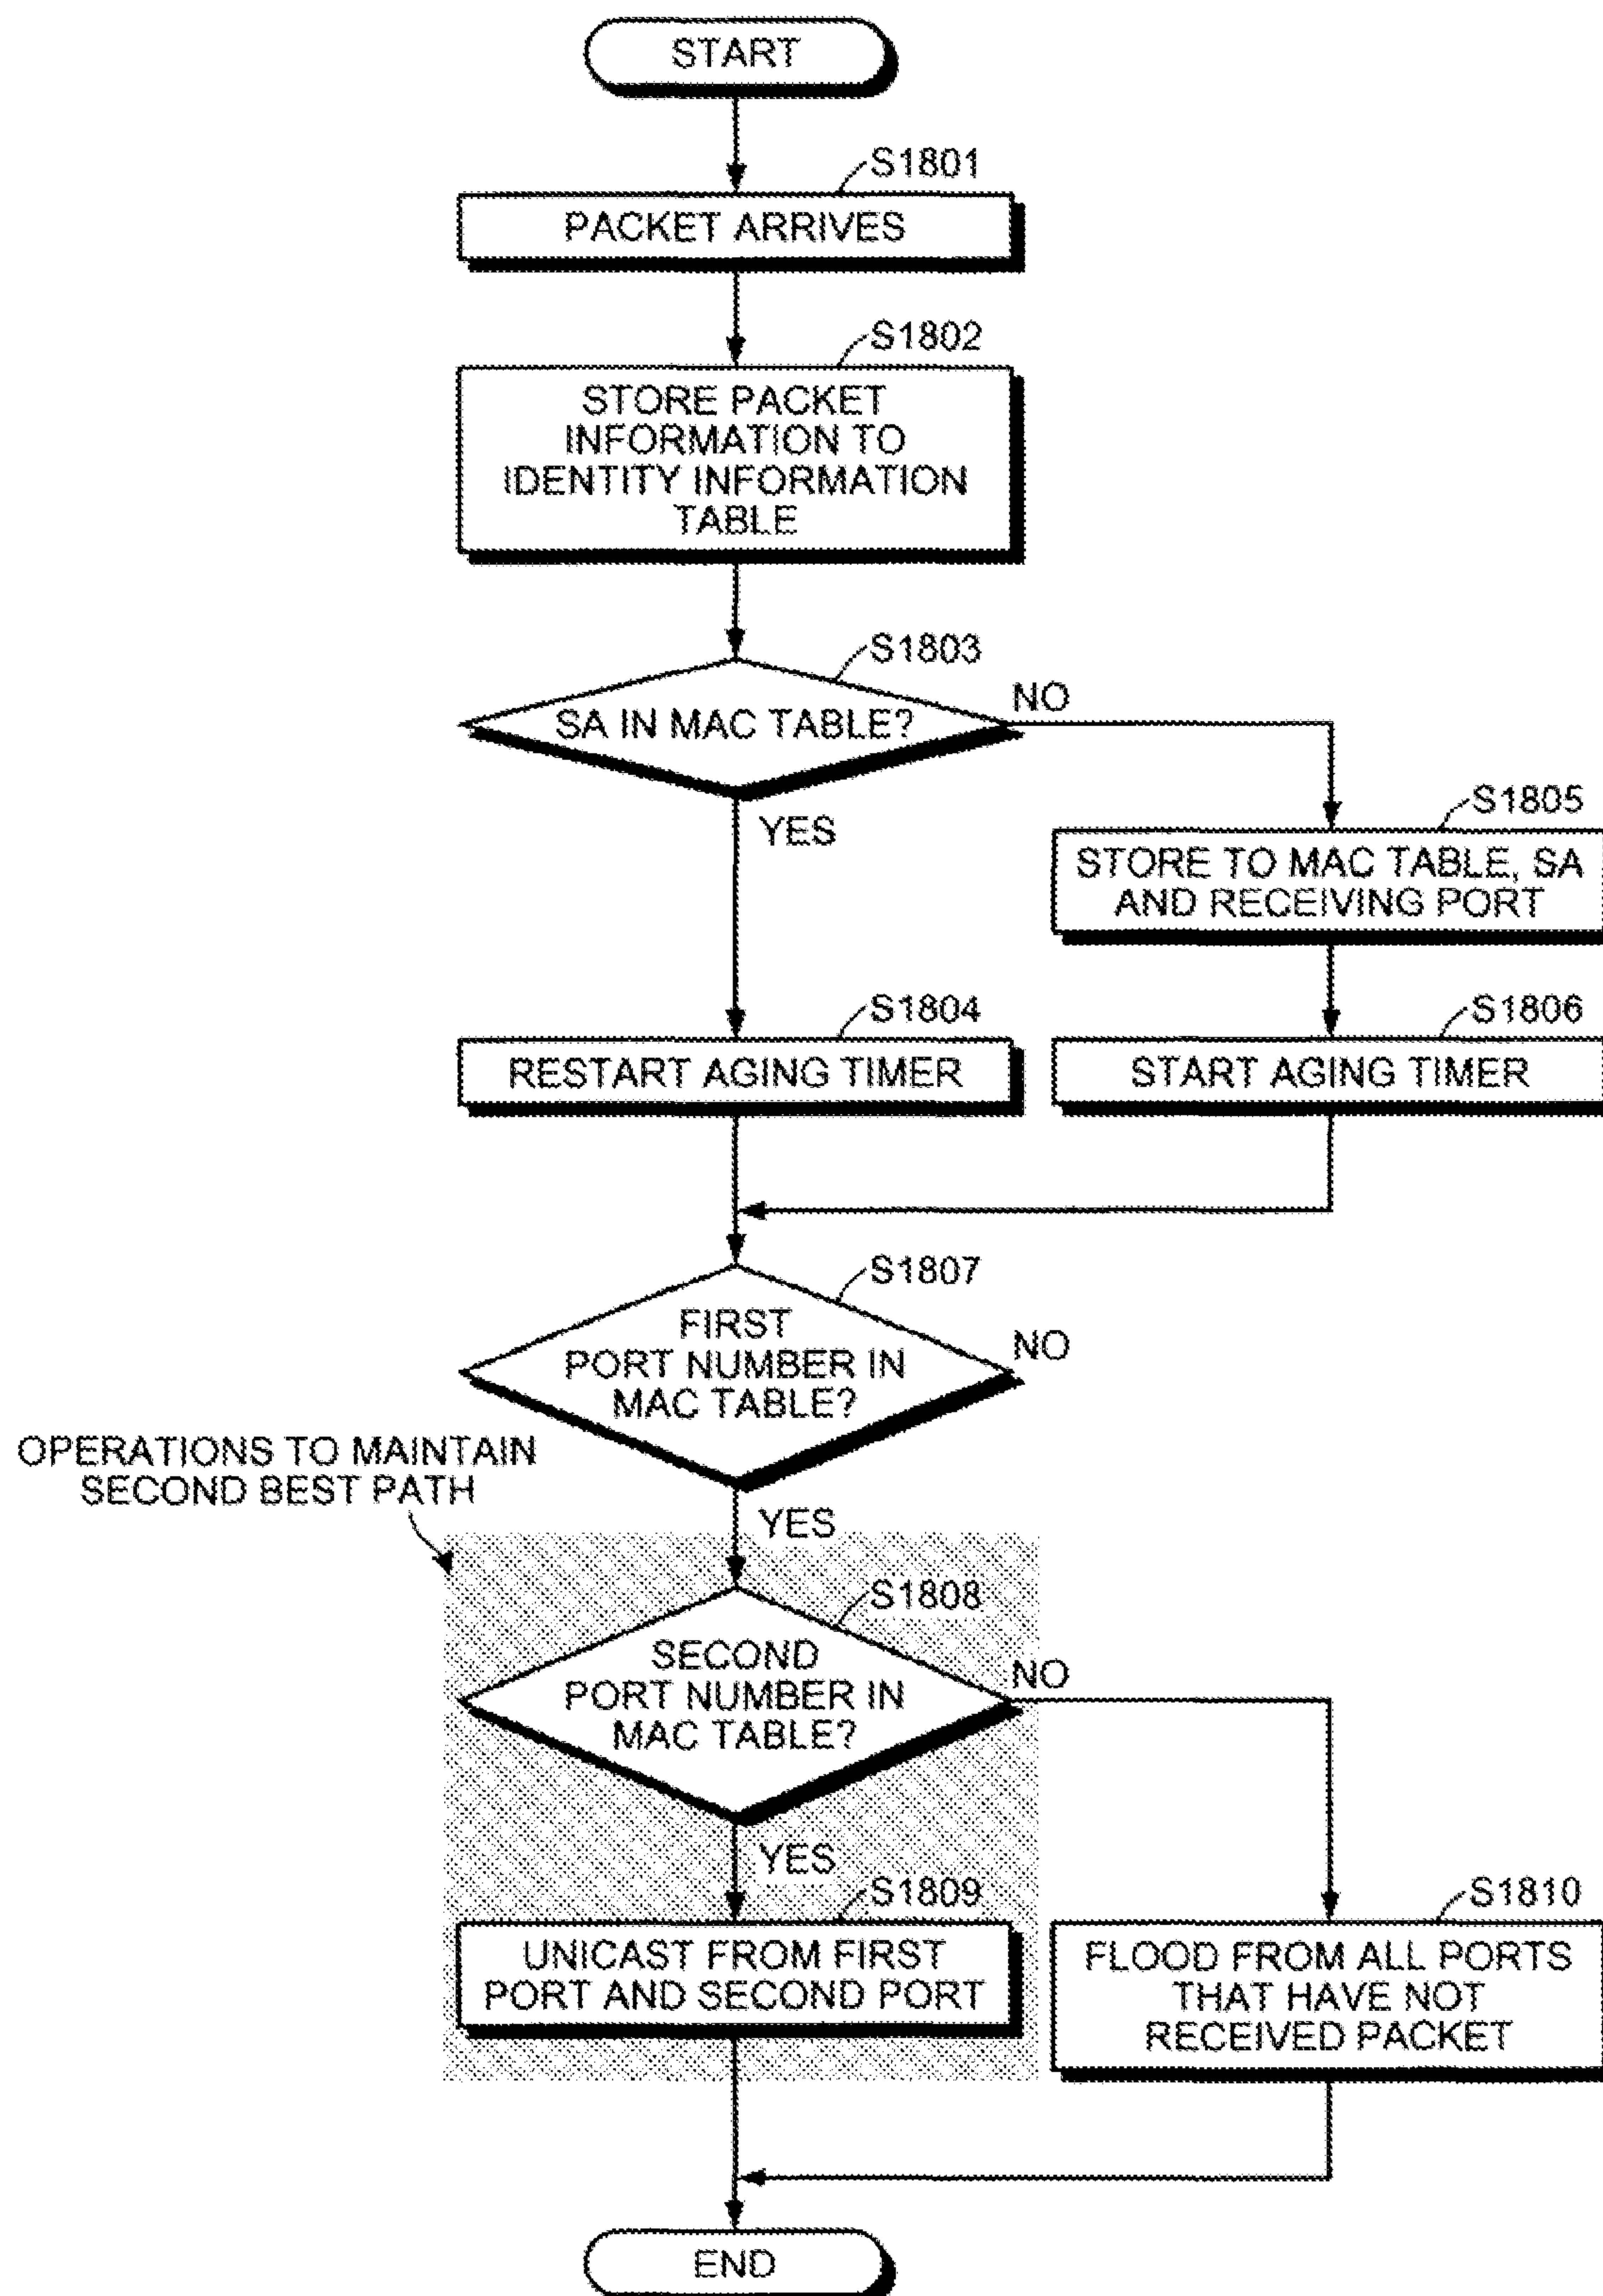 START
S1801
PACKET ARRIVES
S1802
STORE PACKET
INFORMATION TO
IDENTITY INFORMATION
TABLE
S1803
SA IN MAC TABLE?
NO
YES
S1805
STORE TO MAC TABLE, SA
AND RECEIVING PORT
S1804
RESTART AGING TIMER
S1806
START AGING TIMER
S1807
FIRST
PORT NUMBER IN
MAC TABLE?
NO
OPERATIONS TO MAINTAIN
SECOND BEST PATH
YES
S1808
SECOND
PORT NUMBER IN
MAC TABLE?
NO
YES
S1809
UNICAST FROM FIRST
PORT AND SECOND PORT
S1810
FLOOD FROM ALL PORTS
THAT HAVE NOT
RECEIVED PACKET
END